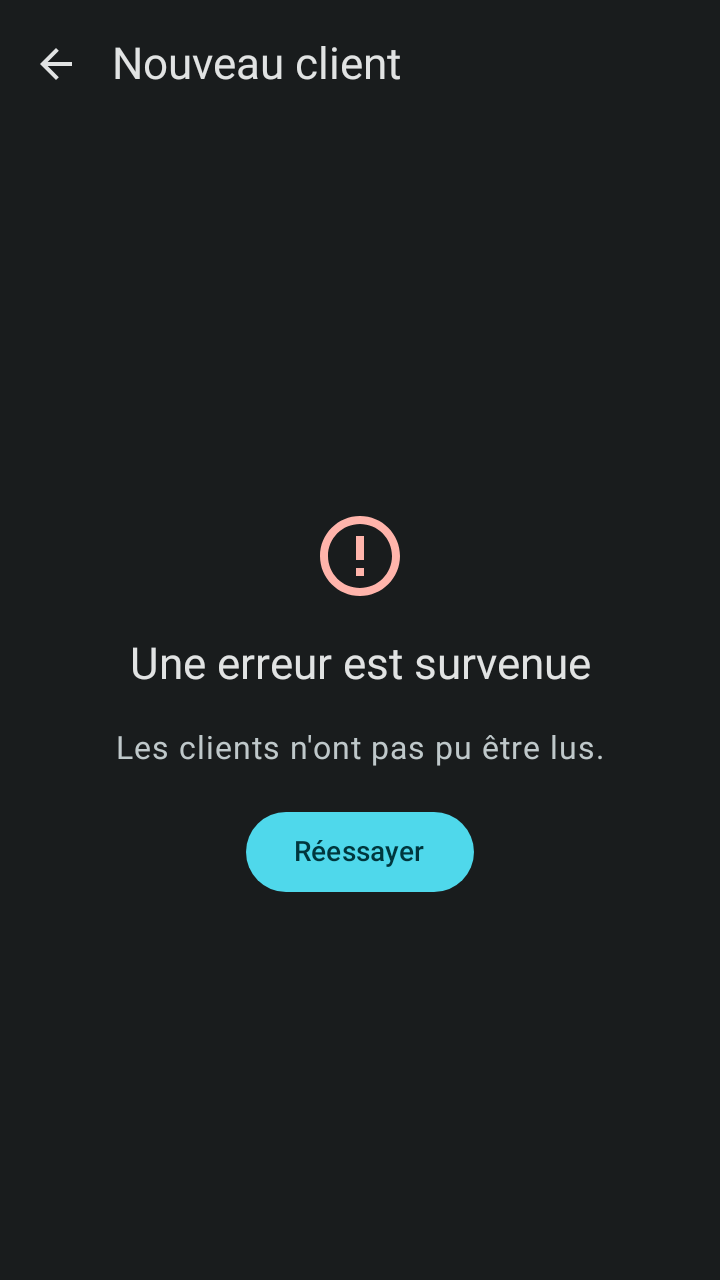 Nouveau client
Une erreur est survenue
Les clients n'ont pas pu être lus.
Réessayer